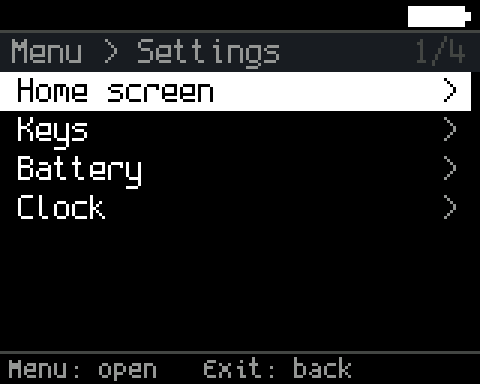 Menu > Settings 1/4
Home screen >
Keys >
Battery >
Clock >
Menu: open Exit: back